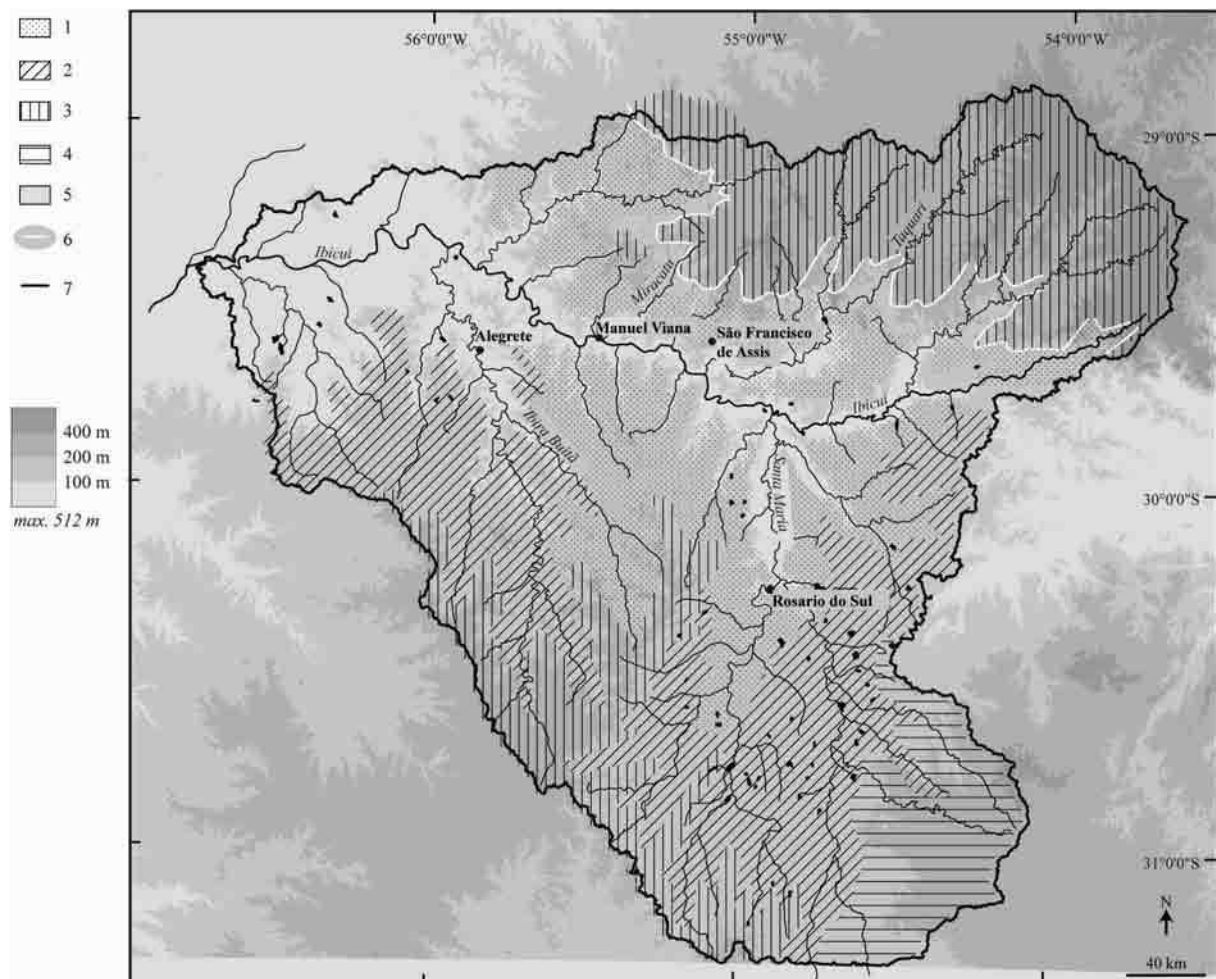 1
2
3
4
5
6
7
400 m
200 m
100 m
max. 512 m
56°0'0"W
55°0'0"W
54°0'0"W
29°0'0"S
30°0'0"S
31°0'0"S
Ibicuí
Taquari
Manuel Viana
São Francisco
de Assis
Alegrete
Ibicuí
Santa Maria
Rosario do Sul
N
40 km